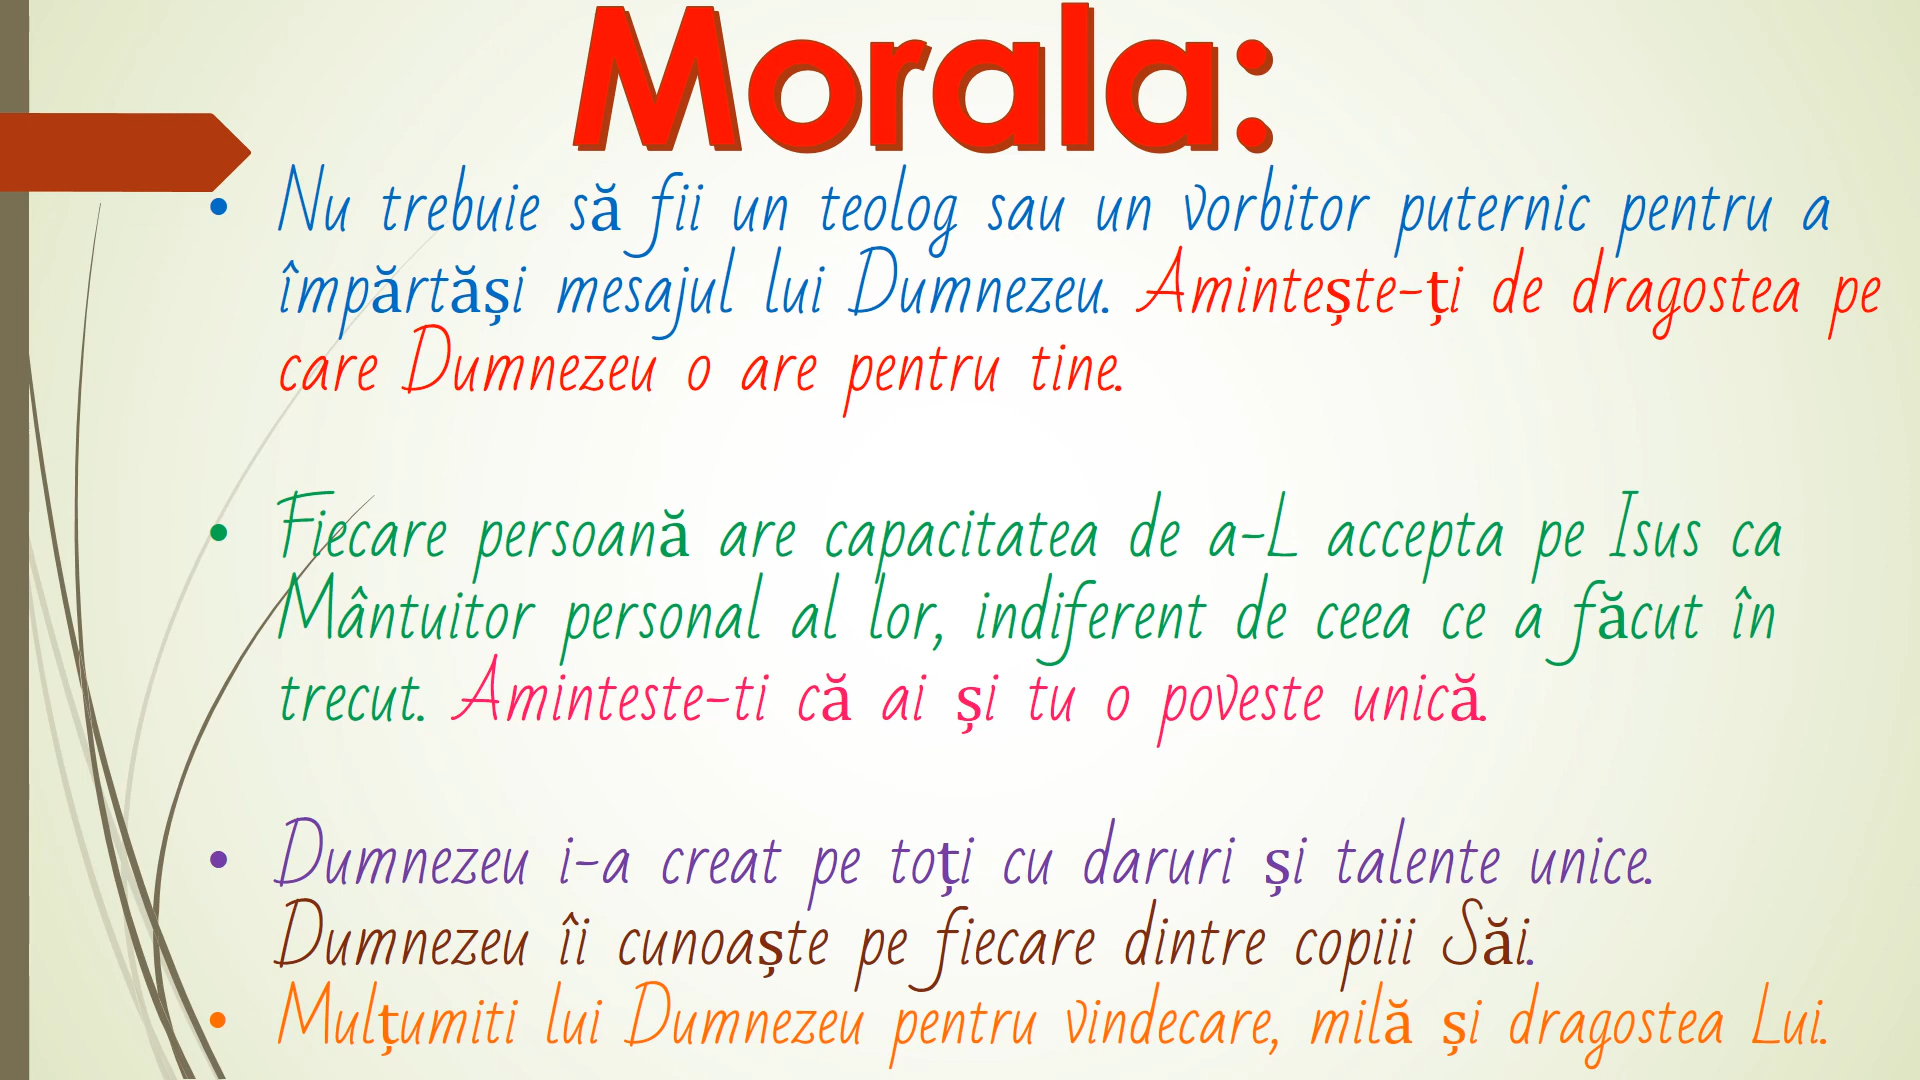 Morala:
• Nu trebuie să fii un teolog sau un vorbitor puternic pentru a
împărtăși mesajul lui Dumnezeu. Amintește-ți de dragostea pe
care Dumnezeu o are pentru tine.
• Fiecare persoană are capacitatea de a-L accepta pe Isus ca
Mântuitor personal al lor, indiferent de ceea ce a făcut în
trecut. Aminteste-ti că ai și tu o poveste unică.
• Dumnezeu i-a creat pe toți cu daruri și talente unice.
Dumnezeu îi cunoaște pe fiecare dintre copiii Săi.
• Mulțumiti lui Dumnezeu pentru vindecare, milă și dragostea Lui.